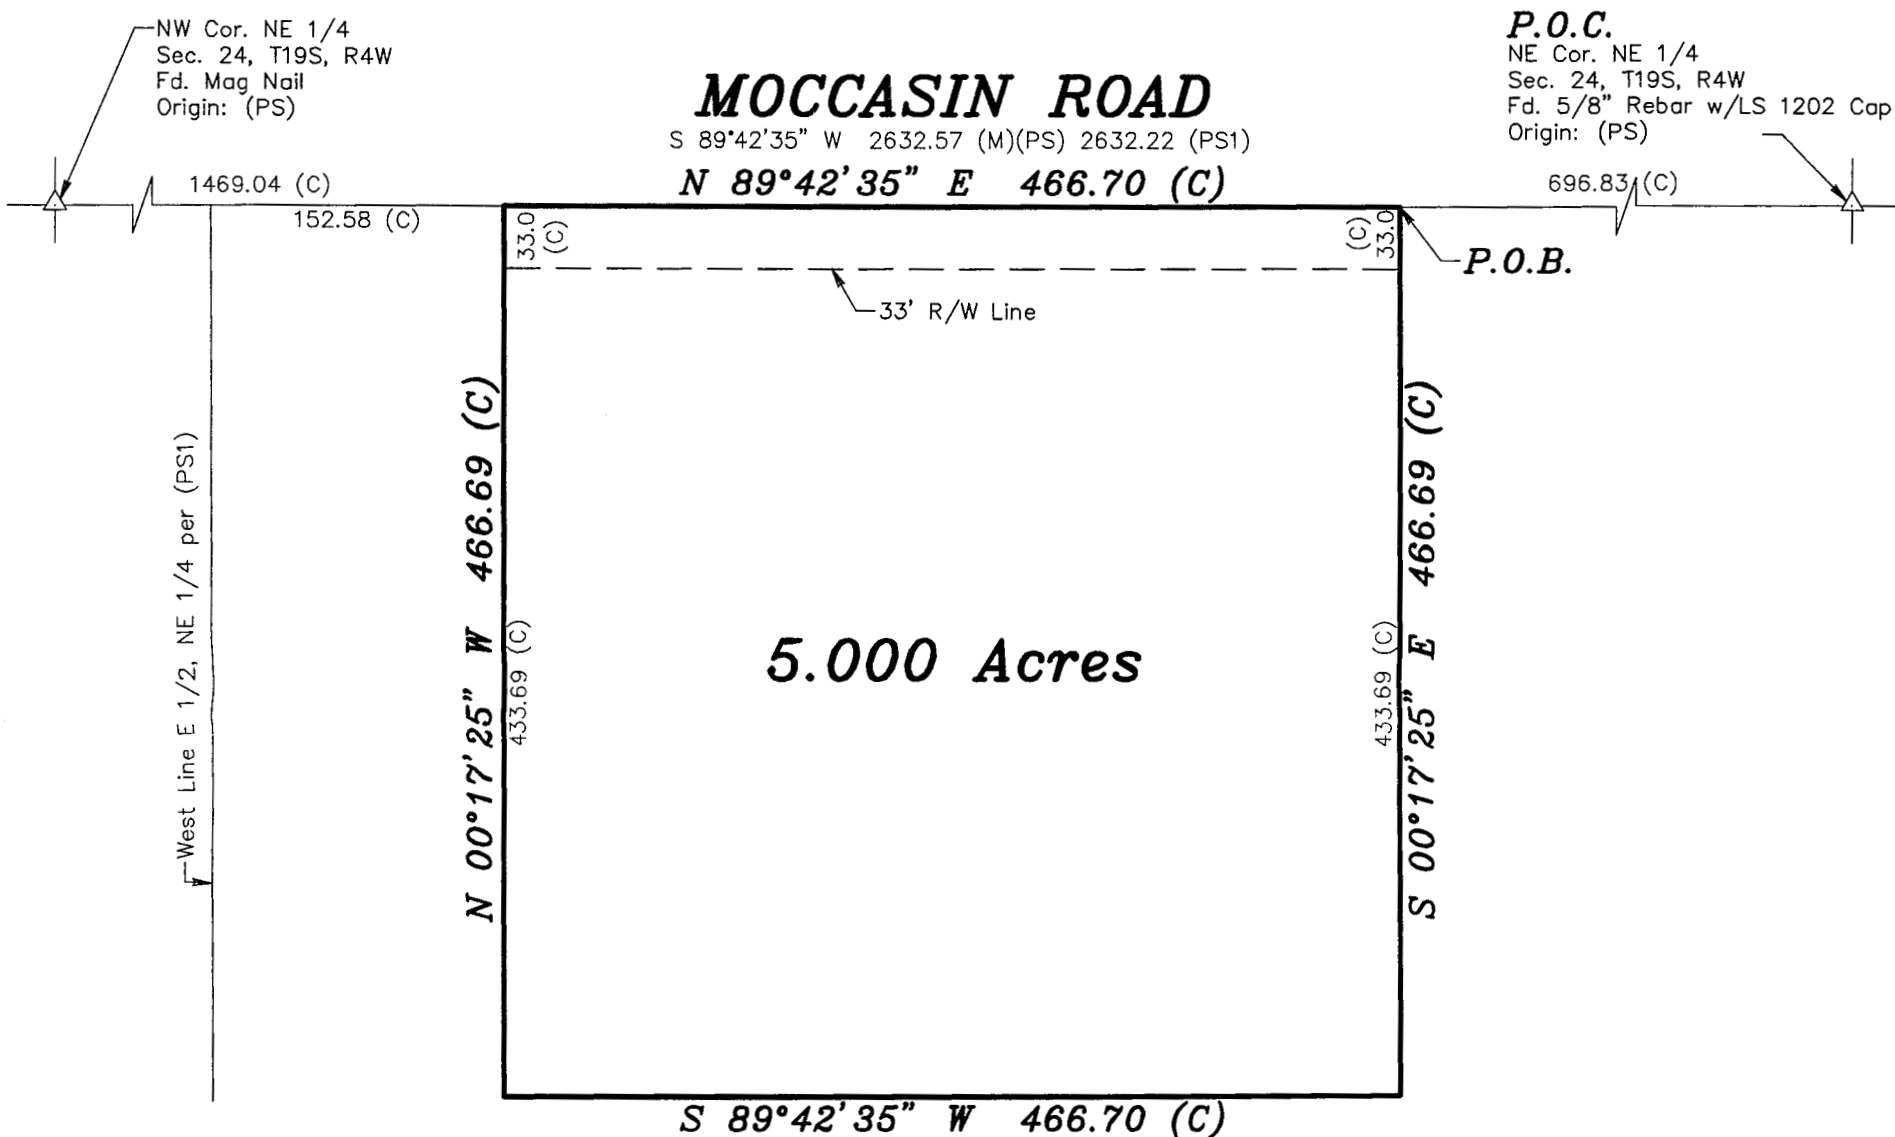 NW Cor. NE 1/4
Sec. 24, T19S, R4W
Fd. Mag Nail
Origin: (PS)
P.O.C.
NE Cor. NE 1/4
Sec. 24, T19S, R4W
Fd. 5/8" Rebar w/LS 1202 Cap
Origin: (PS)
MOCCASIN ROAD
S 89°42'35" W 2632.57 (M)(PS) 2632.22 (PS1)
N 89°42'35" E 466.70 (C)
1469.04 (C)
152.58 (C)
696.83 (C)
33.0
(C)
(C)
33.0
P.O.B.
33' R/W Line
West Line E 1/2, NE 1/4 per (PS1)
N 00°17'25" W 466.69 (C)
433.69 (C)
5.000 Acres
433.69 (C)
S 00°17'25" E 466.69 (C)
S 89°42'35" W 466.70 (C)